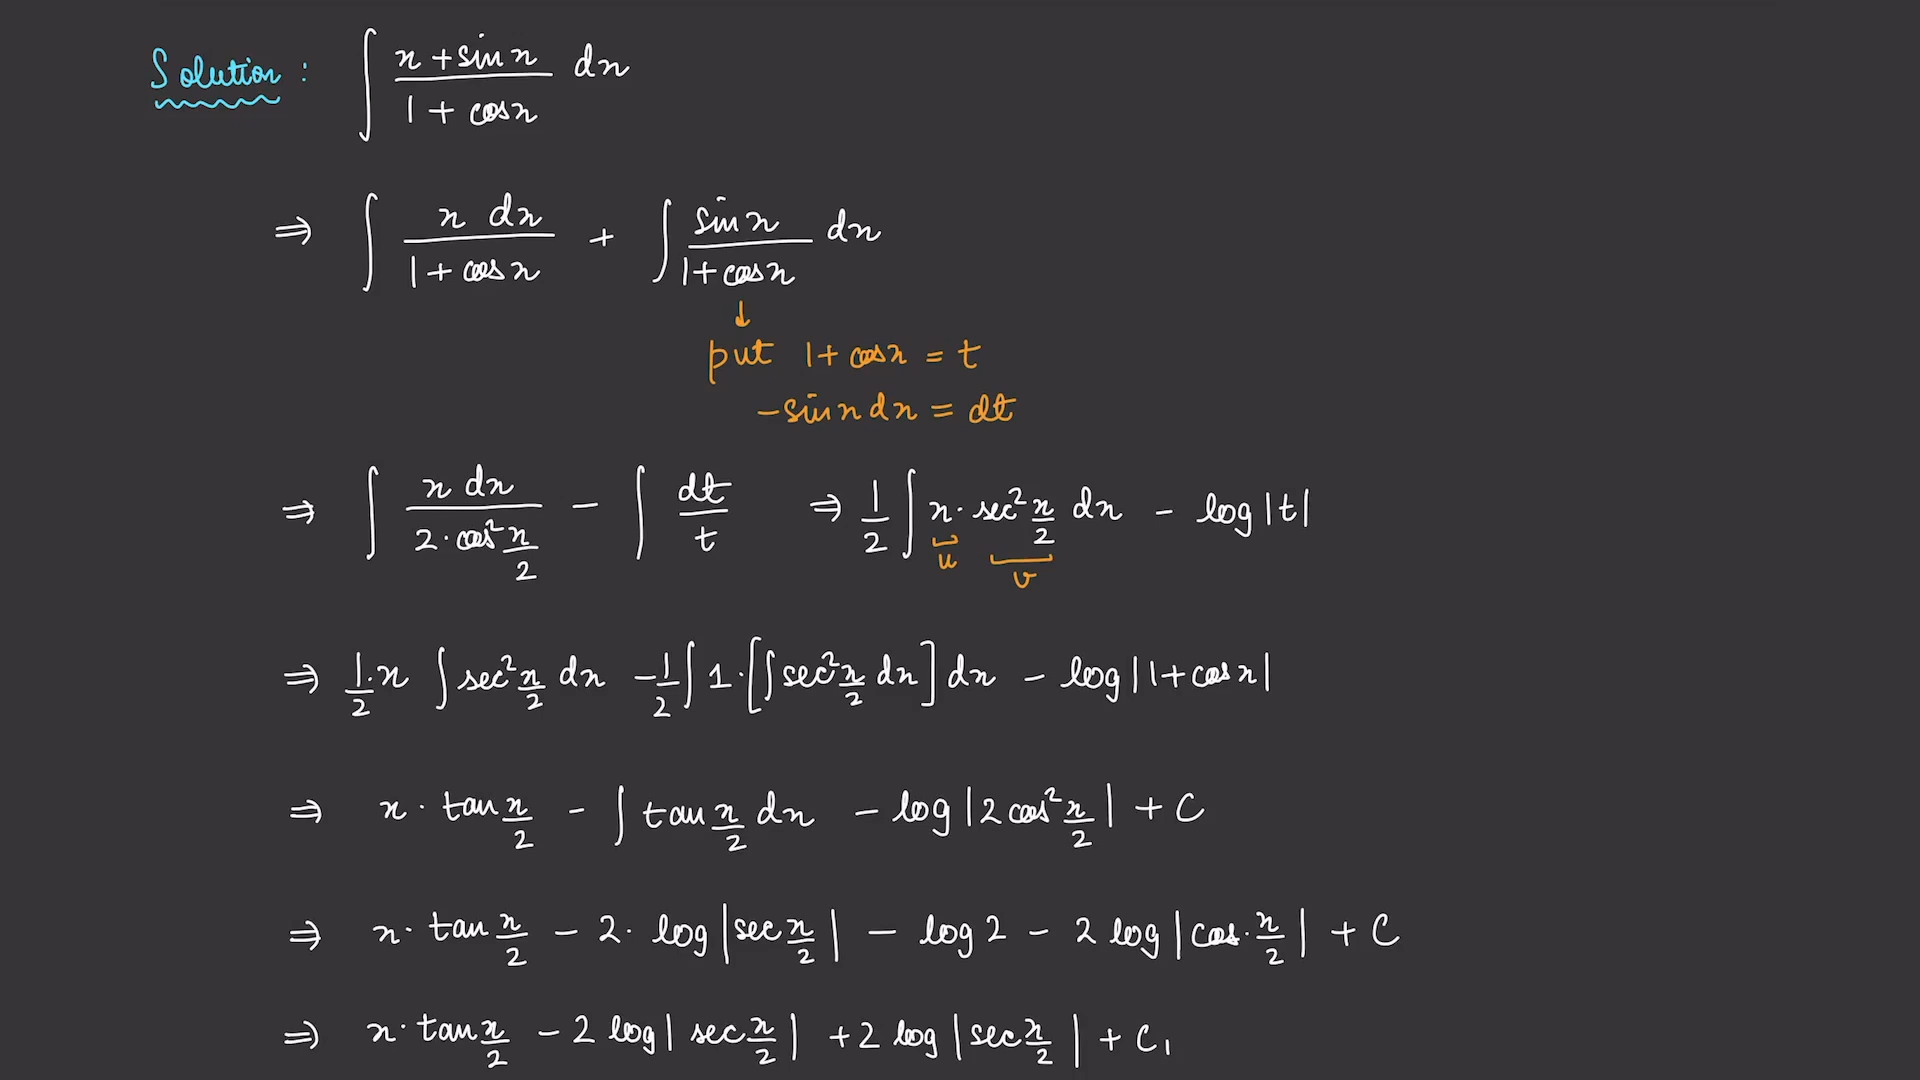 Solution : ∫ (x + sin x)/(1 + cos x) dx
⇒ ∫ x dx/(1 + cos x) + ∫ sin x/(1 + cos x) dx
↓
put 1 + cos x = t
- sin x dx = dt
⇒ ∫ x dx/(2 · cos² x/2) - ∫ dt/t ⇒ 1/2 ∫ x · sec² x/2 dx - log |t|
u v
⇒ 1/2 · x ∫ sec² x/2 dx - 1/2 ∫ 1 · [∫ sec² x/2 dx] dx - log |1 + cos x|
⇒ x · tan x/2 - ∫ tan x/2 dx - log |2 cos² x/2| + C
⇒ x · tan x/2 - 2 · log |sec x/2| - log 2 - 2 log |cos · x/2| + C
⇒ x · tan x/2 - 2 log | sec x/2 | + 2 log | sec x/2 | + C₁